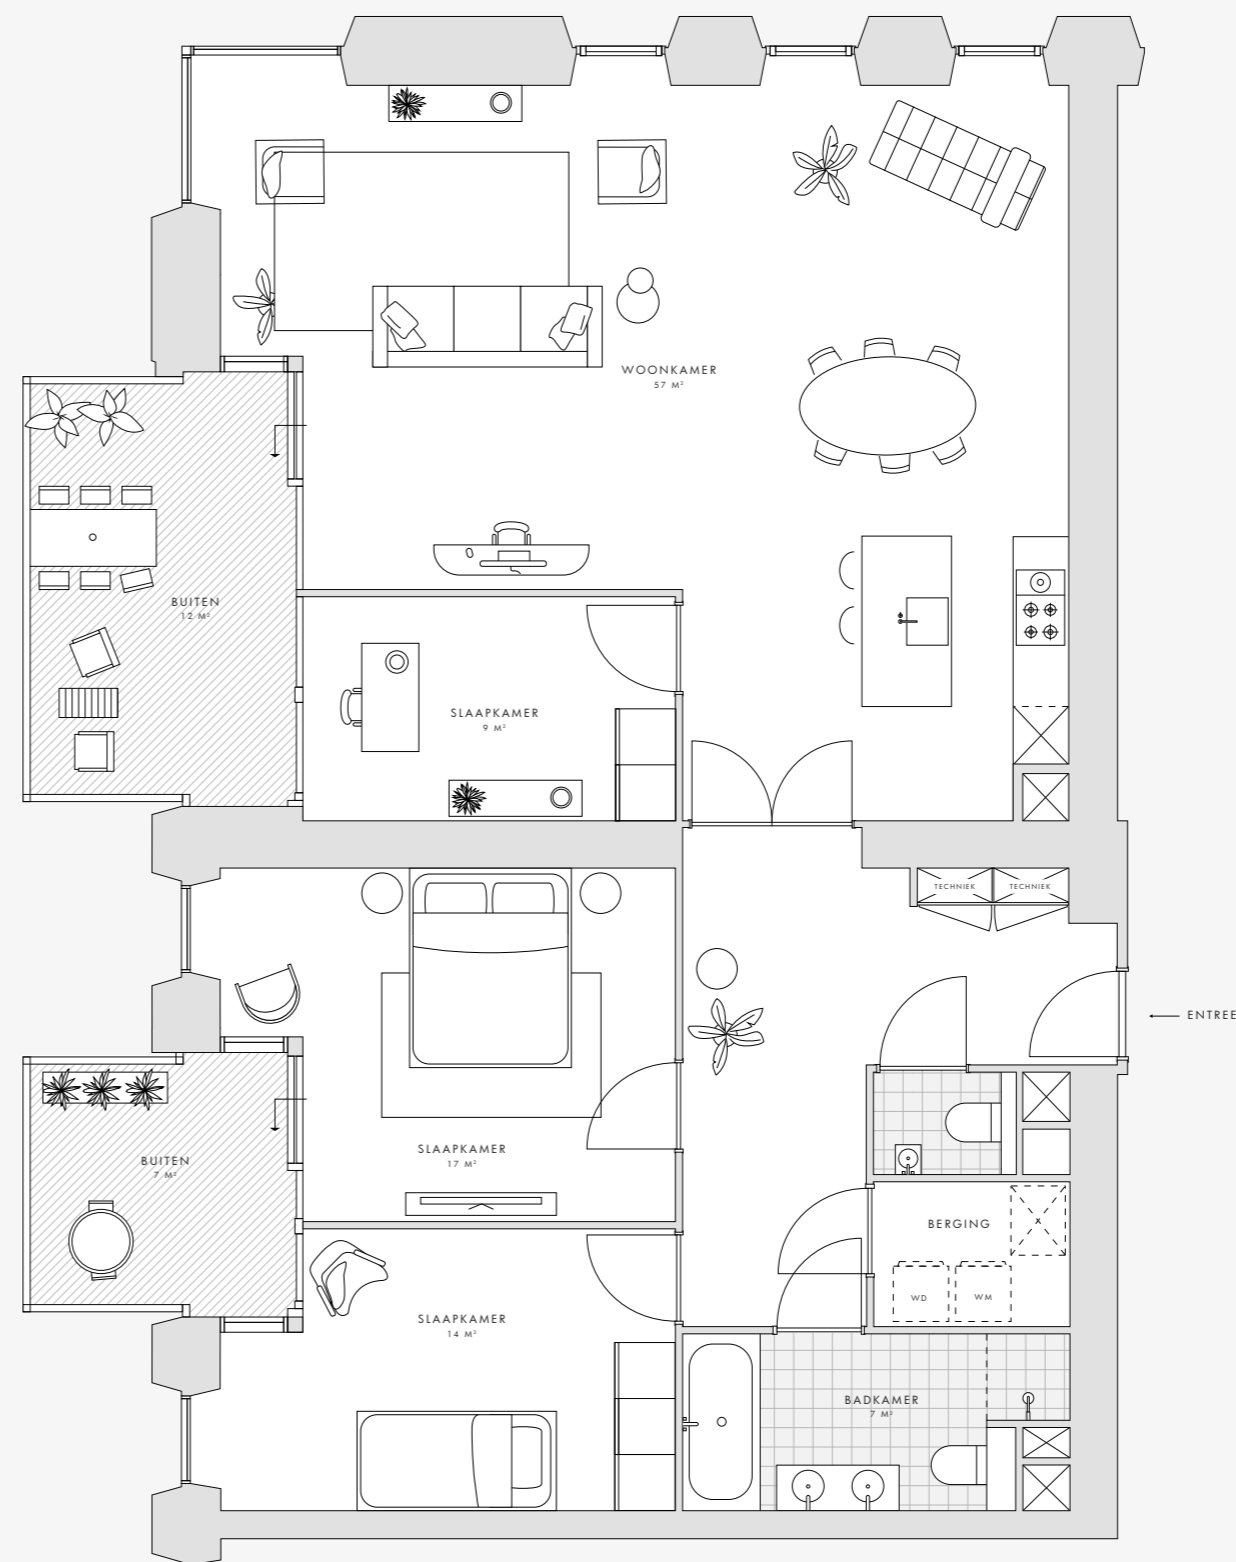 WOONKAMER
57 M²
BUITEN
12 M²
SLAAPKAMER
9 M²
TECHNIEK
TECHNIEK
ENTREE
SLAAPKAMER
17 M²
BUITEN
7 M²
BERGING
X
WD
WM
SLAAPKAMER
14 M²
BADKAMER
7 M²